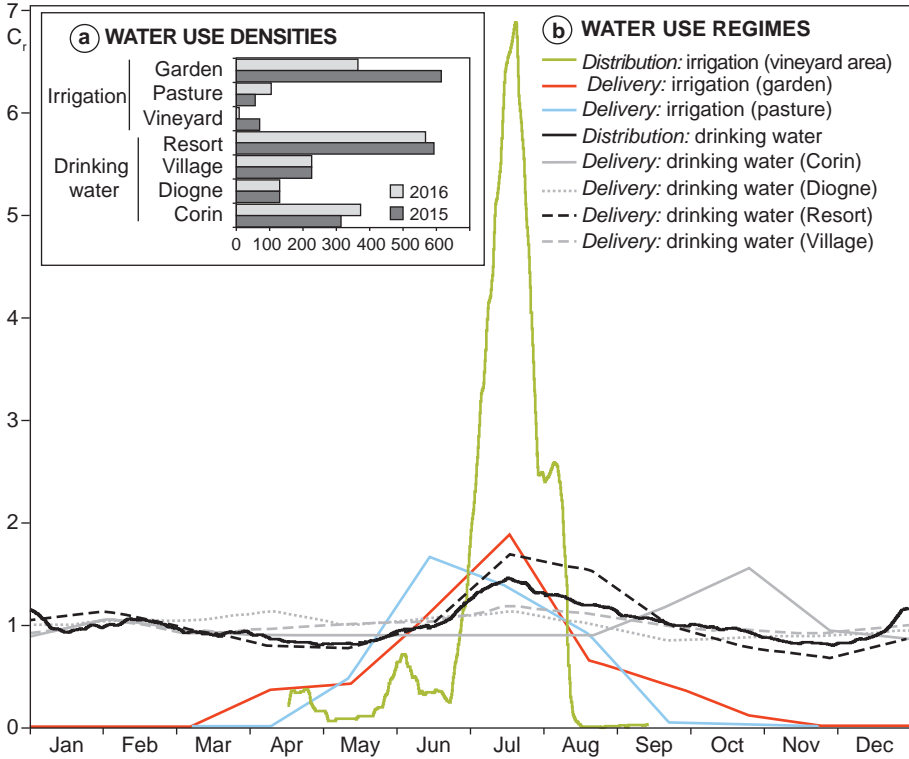 7
C_r
6
5
4
3
2
1
0
a WATER USE DENSITIES
Irrigation
Garden
Pasture
Vineyard
Drinking water
Resort
Village
Diogne
Corin
2016
2015
0 100 200 300 400 500 600
b WATER USE REGIMES
Distribution: irrigation (vineyard area)
Delivery: irrigation (garden)
Delivery: irrigation (pasture)
Distribution: drinking water
Delivery: drinking water (Corin)
Delivery: drinking water (Diogne)
Delivery: drinking water (Resort)
Delivery: drinking water (Village)
Jan Feb Mar Apr May Jun Jul Aug Sep Oct Nov Dec